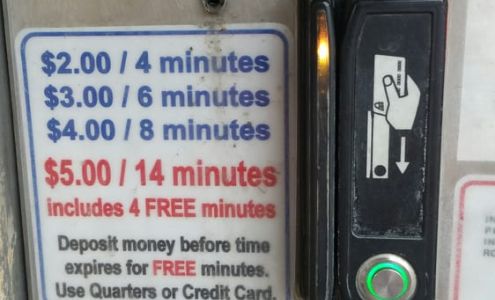 $2.00 / 4 minutes
$3.00 / 6 minutes
$4.00 / 8 minutes
$5.00 / 14 minutes
includes 4 FREE minutes
Deposit money before time
expires for FREE minutes.
Use Quarters or Credit Card.